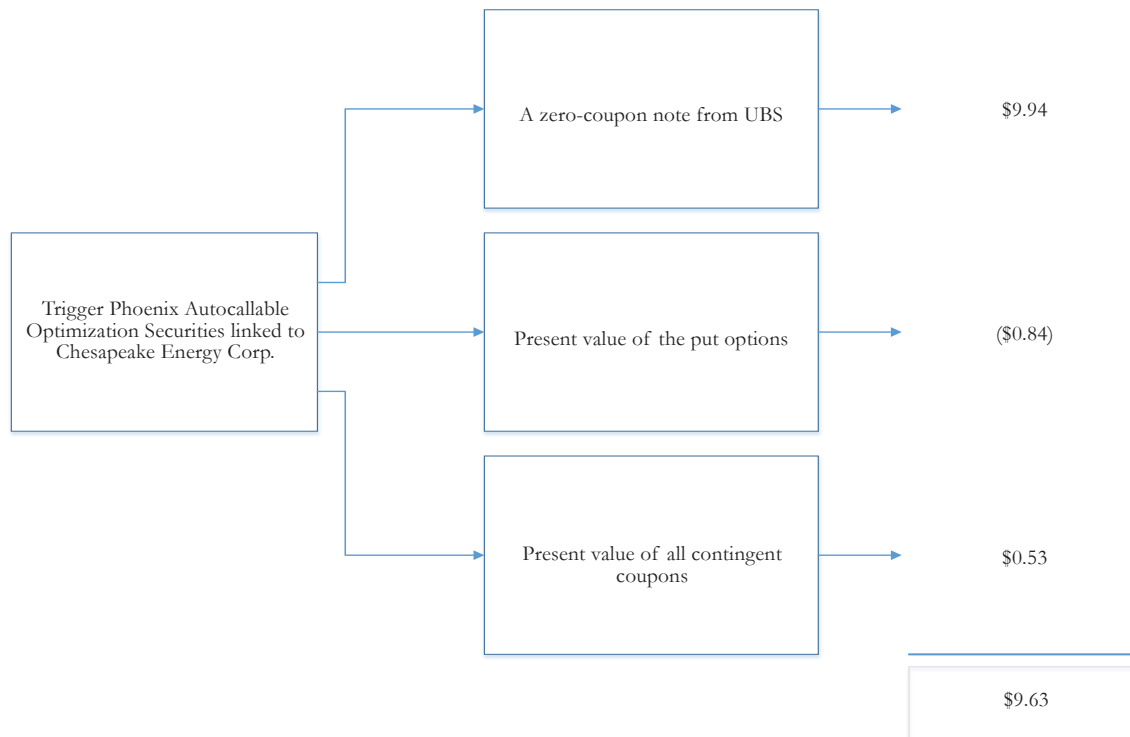 A zero-coupon note from UBS
$9.94
Trigger Phoenix Autocallable
Optimization Securities linked to
Chesapeake Energy Corp.
Present value of the put options
($0.84)
Present value of all contingent
coupons
$0.53
$9.63